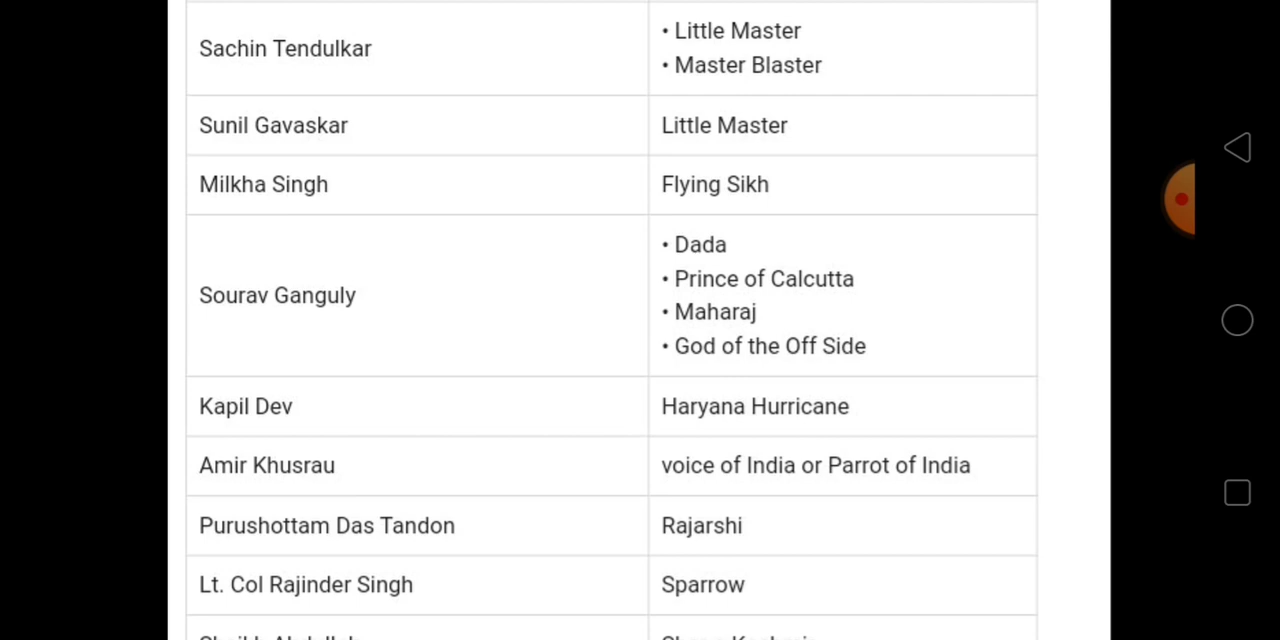 Sachin Tendulkar
• Little Master
• Master Blaster
Sunil Gavaskar
Little Master
Milkha Singh
Flying Sikh
Sourav Ganguly
• Dada
• Prince of Calcutta
• Maharaj
• God of the Off Side
Kapil Dev
Haryana Hurricane
Amir Khusrau
voice of India or Parrot of India
Purushottam Das Tandon
Rajarshi
Lt. Col Rajinder Singh
Sparrow